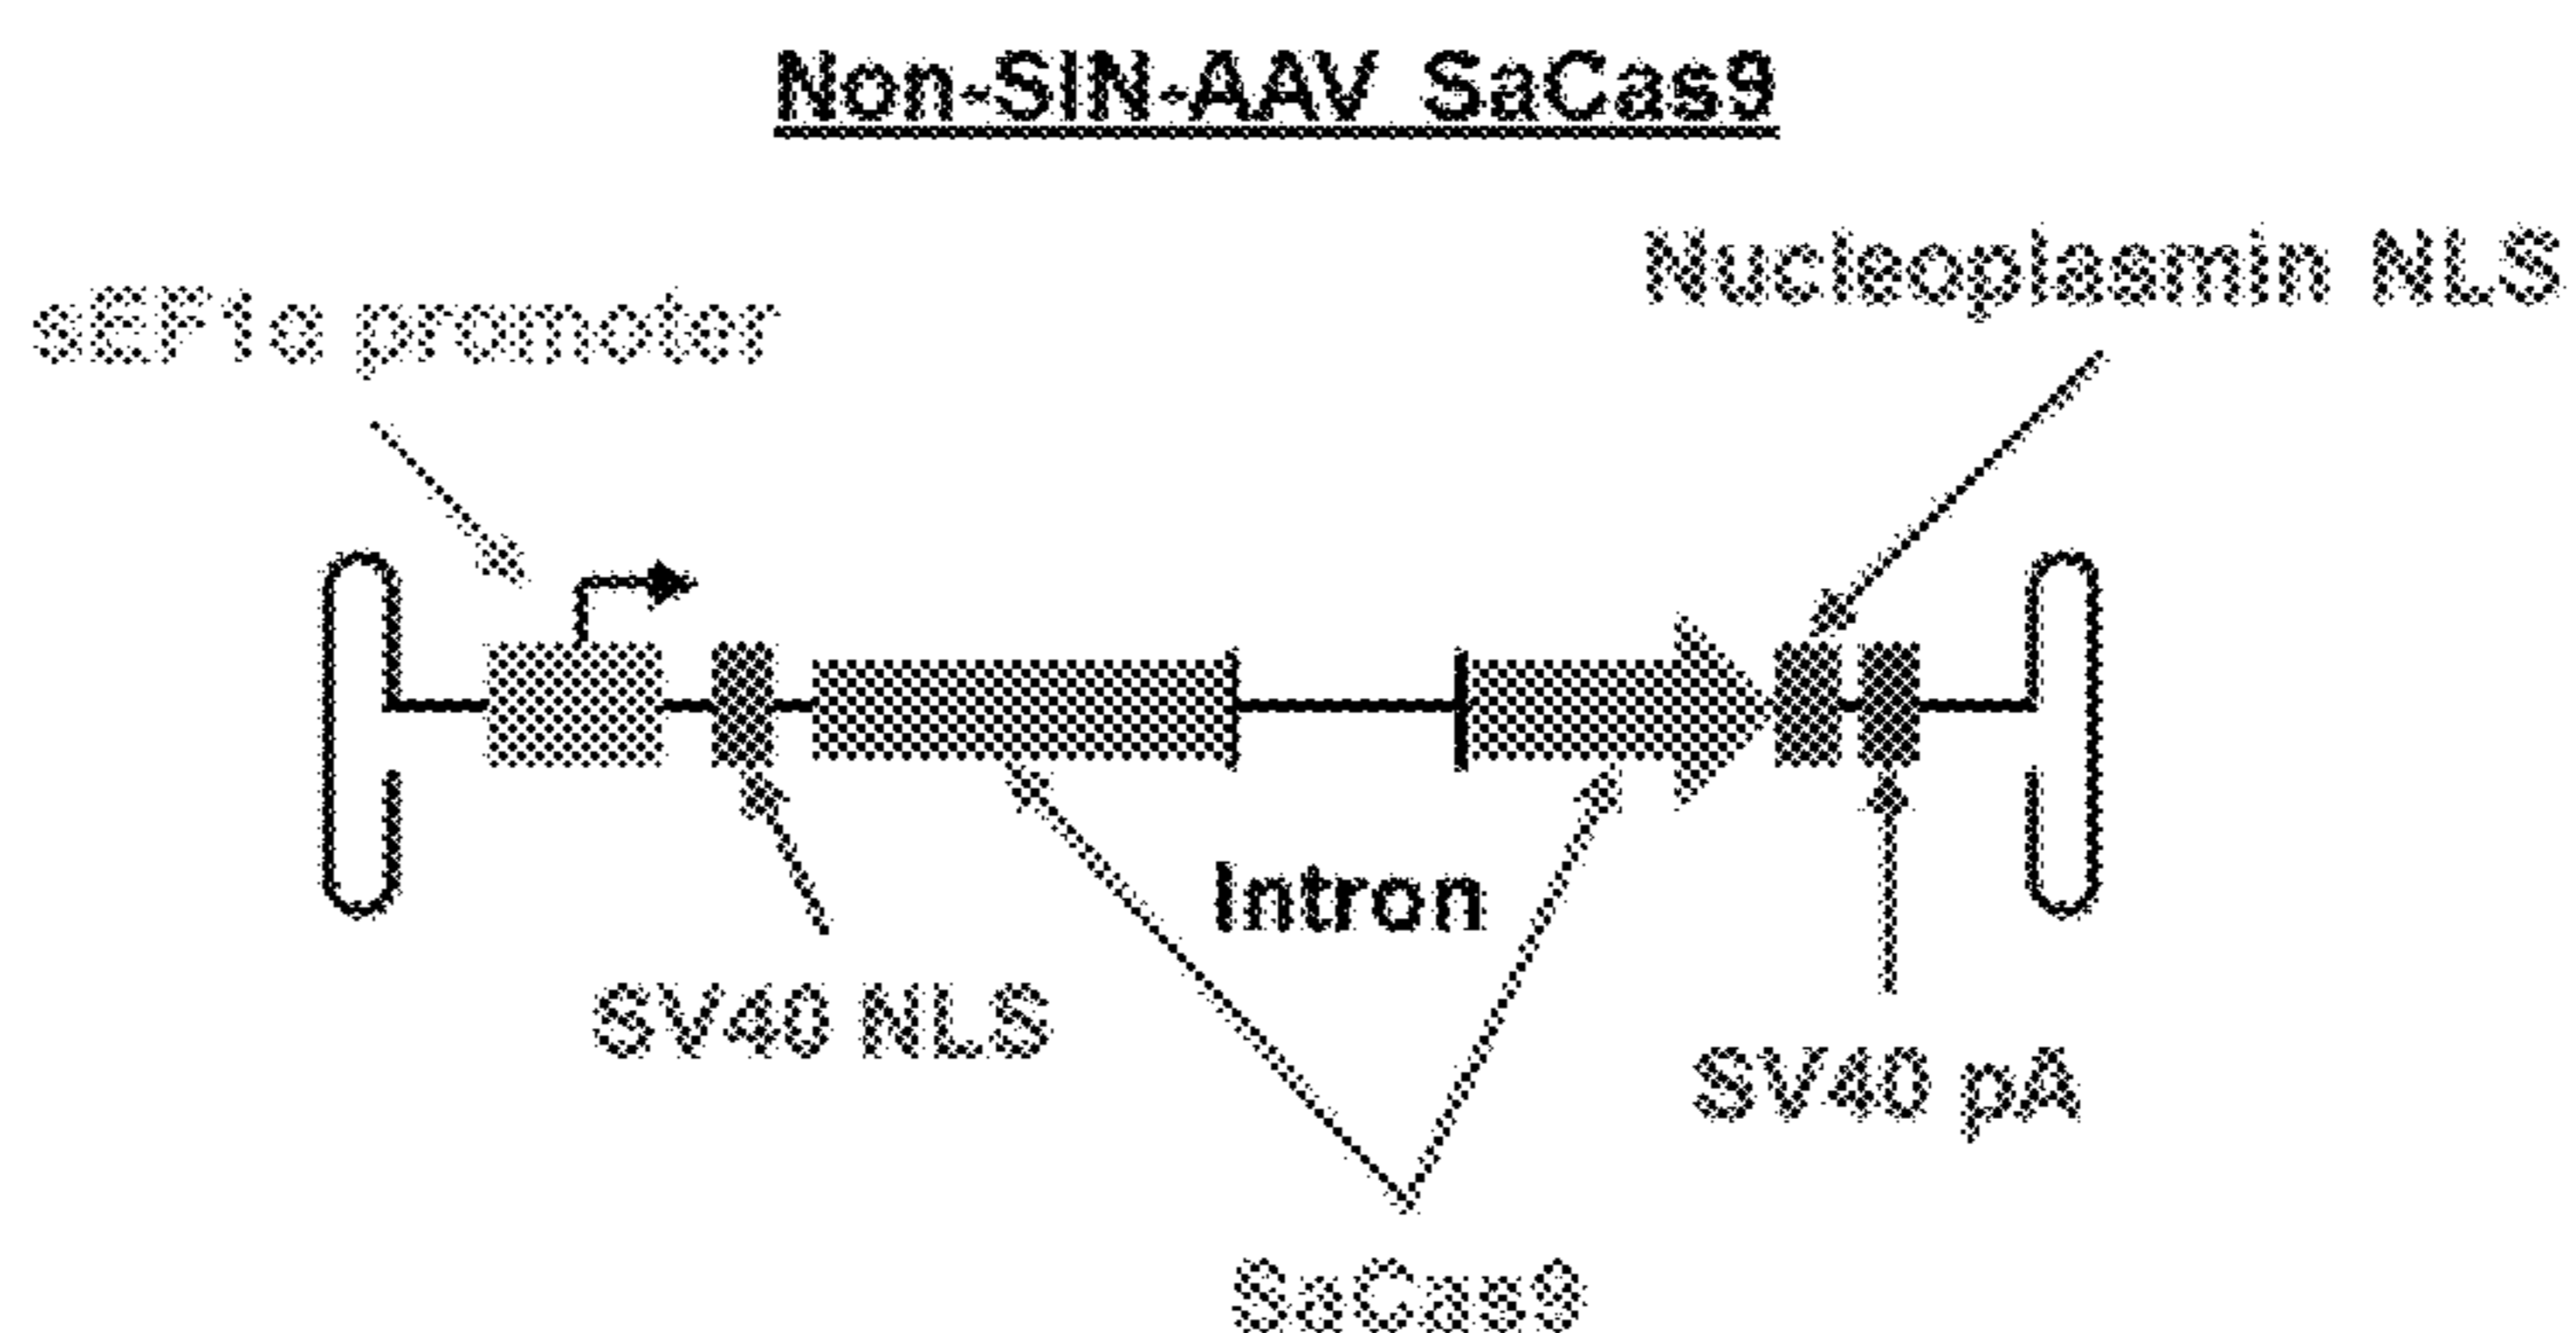 Non-SIN-AAV SaCas9
Nucleoplasmin NLS
sEF1α promoter
Intron
SV40 NLS
SV40 pA
SaCas9